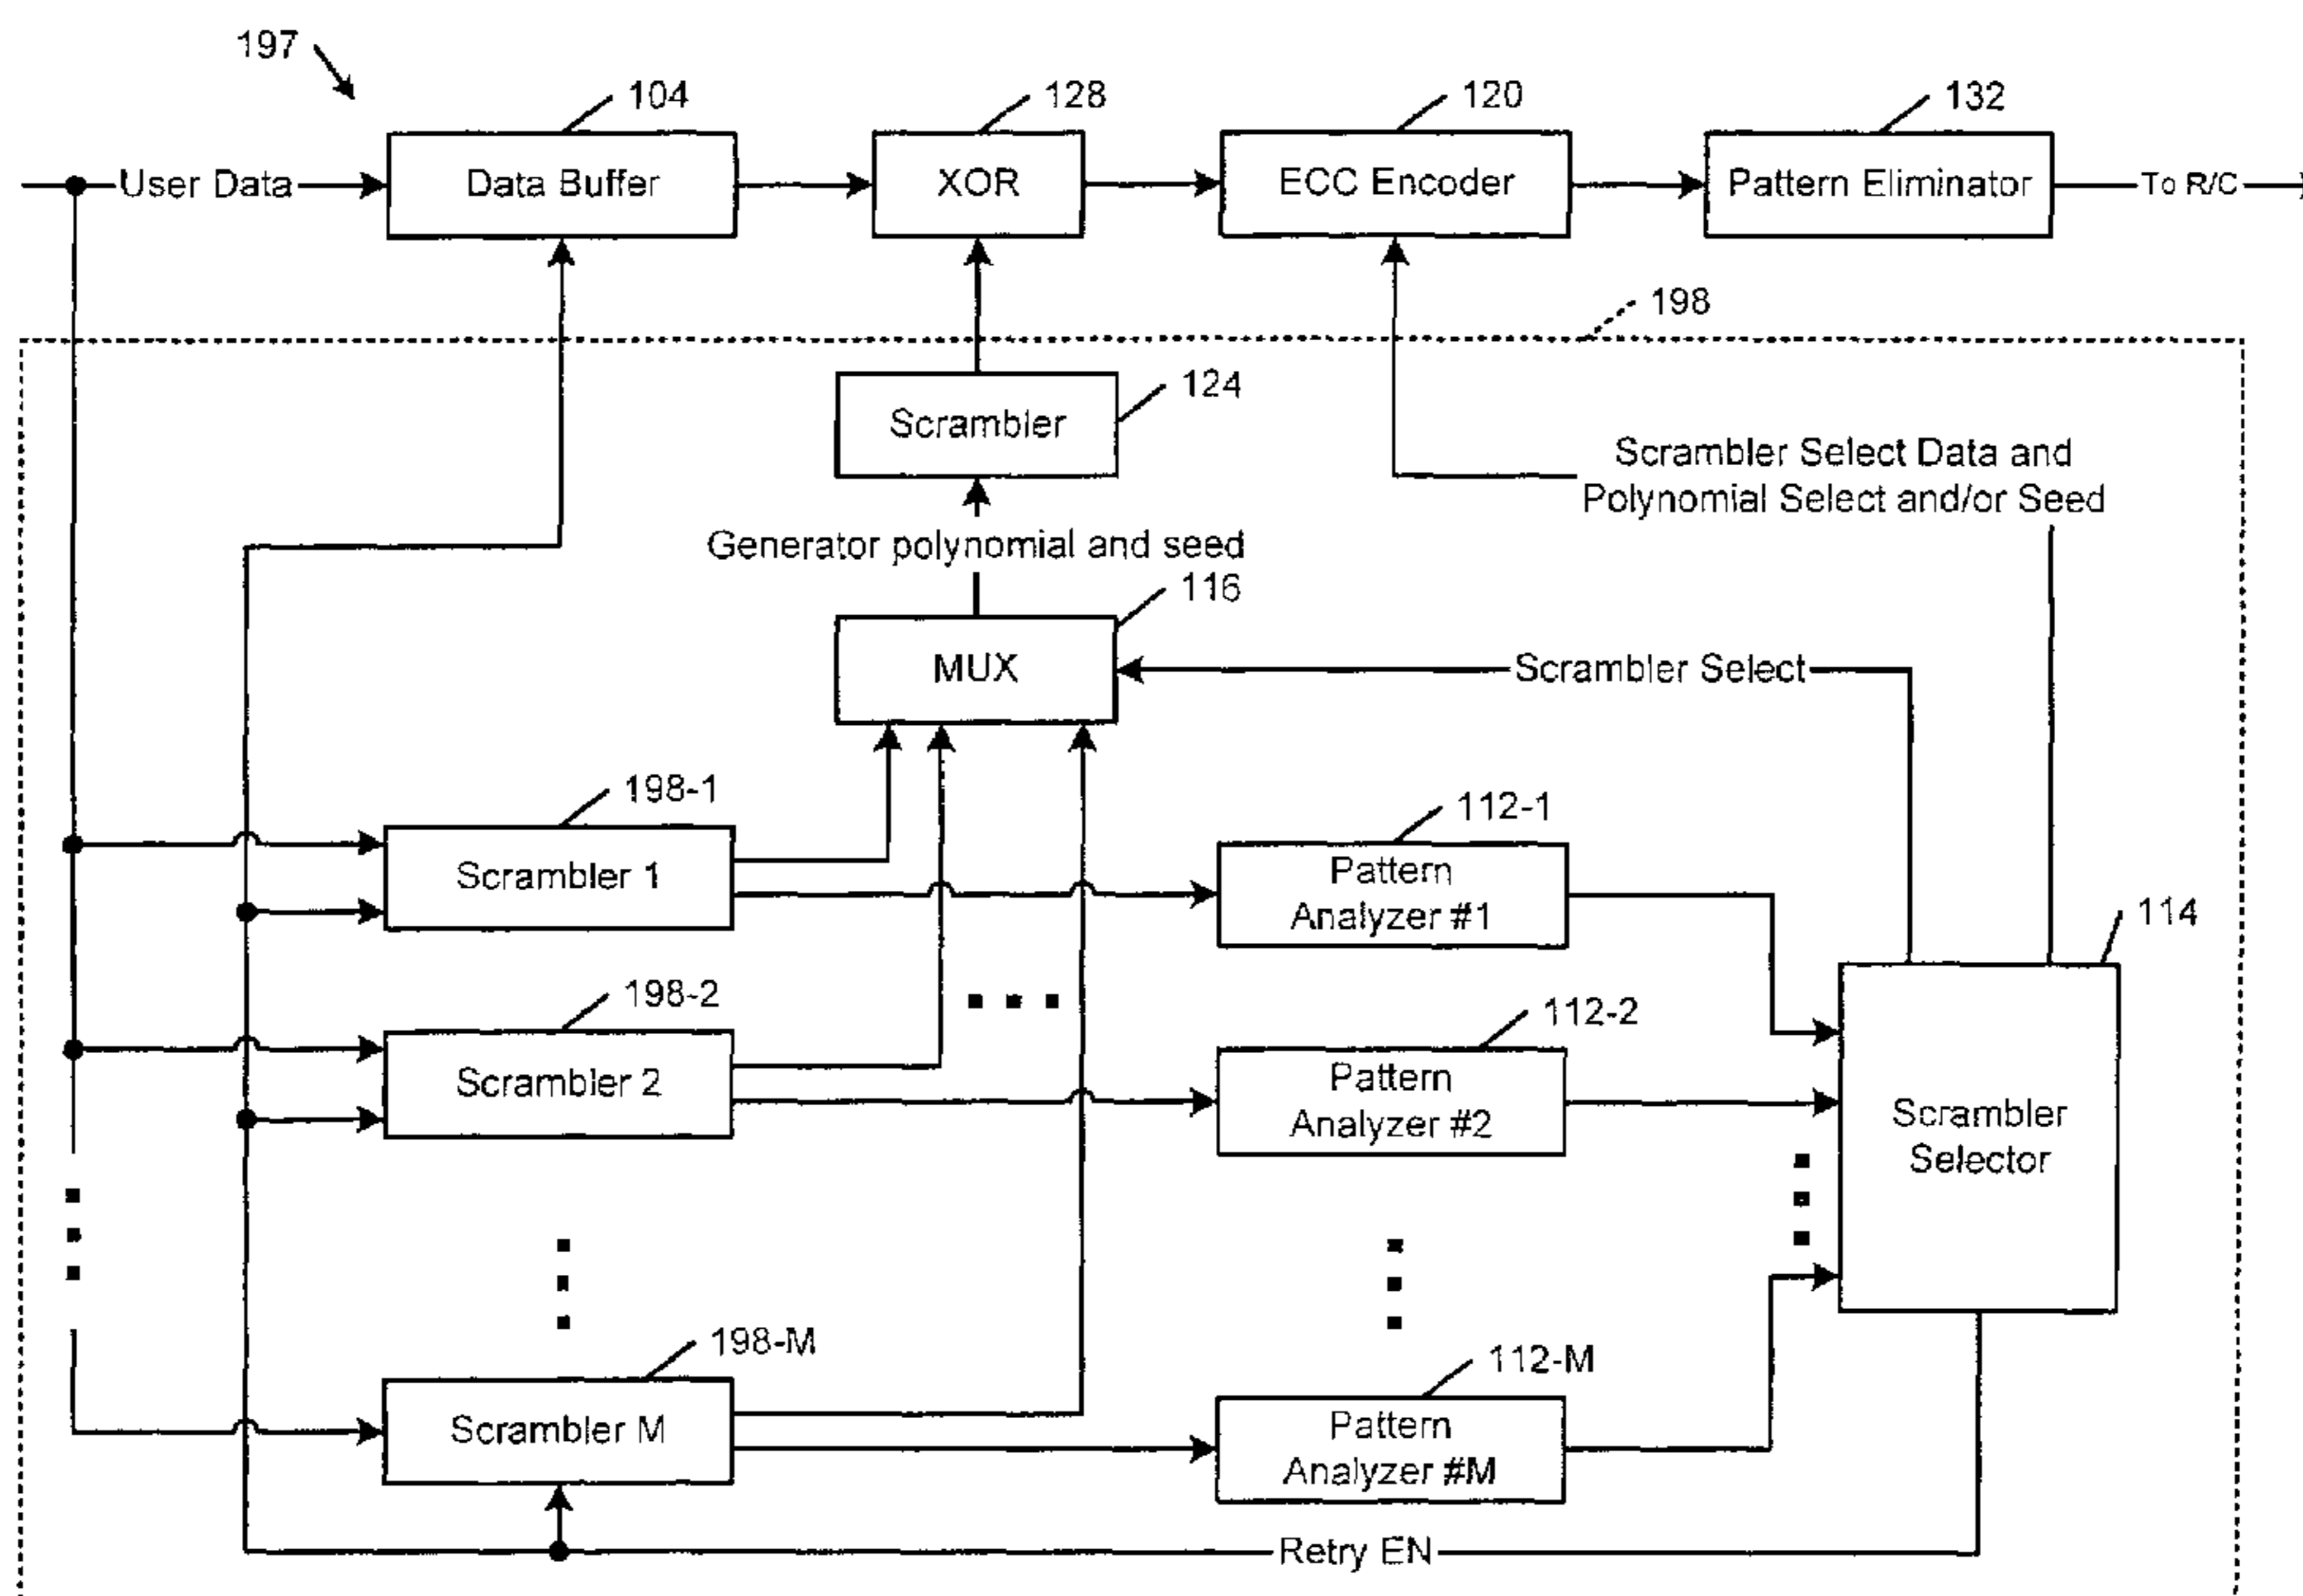 197
104
128
120
132
User Data
Data Buffer
XOR
ECC Encoder
Pattern Eliminator
To R/C
198
124
Scrambler
Scrambler Select Data and
Polynomial Select and/or Seed
Generator polynomial and seed
116
MUX
Scrambler Select
198-1
112-1
Scrambler 1
Pattern
Analyzer #1
114
198-2
112-2
Scrambler 2
Pattern
Analyzer #2
Scrambler
Selector
198-M
112-M
Scrambler M
Pattern
Analyzer #M
Retry EN